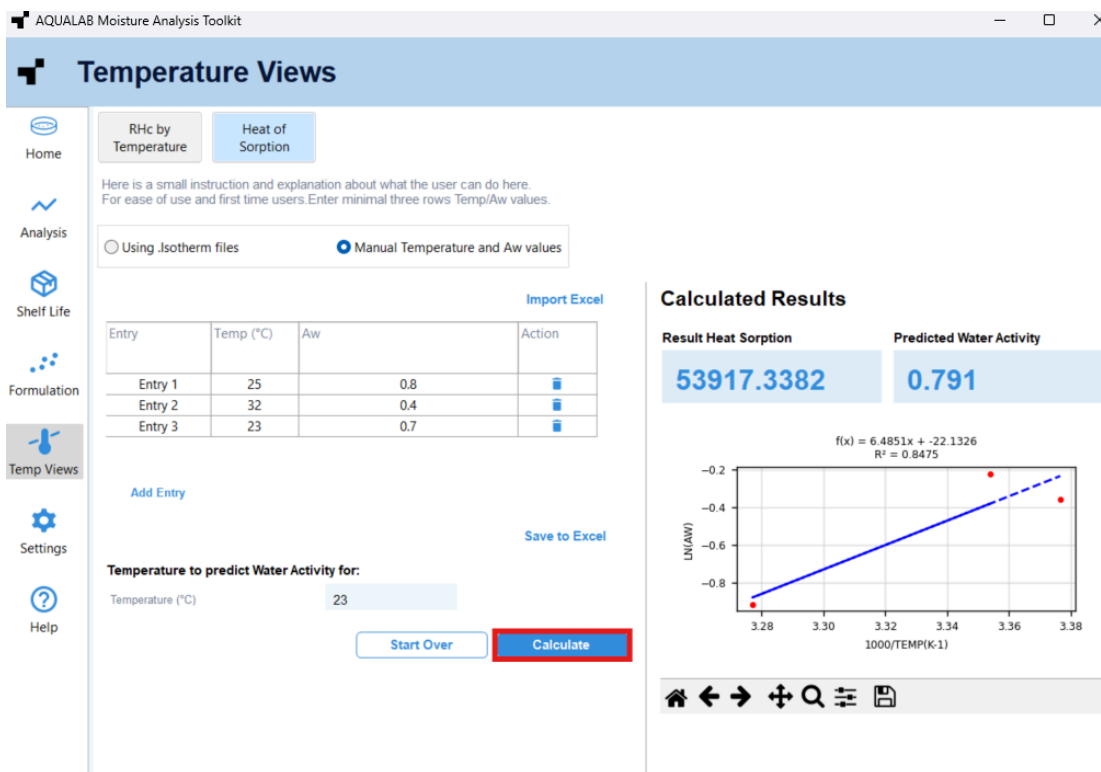 AQUALAB Moisture Analysis Toolkit
Temperature Views
Home
Analysis
Shelf Life
Formulation
Temp Views
Settings
Help
RHc by
Temperature
Heat of
Sorption
Here is a small instruction and explanation about what the user can do here.
For ease of use and first time users.Enter minimal three rows Temp/Aw values.
Using .Isotherm files
Manual Temperature and Aw values
Import Excel
Entry Temp (°C) Aw Action
Entry 1 25 0.8
Entry 2 32 0.4
Entry 3 23 0.7
Add Entry
Save to Excel
Temperature to predict Water Activity for:
Temperature (°C) 23
Start Over Calculate
Calculated Results
Result Heat Sorption Predicted Water Activity
53917.3382 0.791
f(x) = 6.4851x + -22.1326
R² = 0.8475
−0.2
−0.4
−0.6
−0.8
LN(AW)
3.28 3.30 3.32 3.34 3.36 3.38
1000/TEMP(K-1)